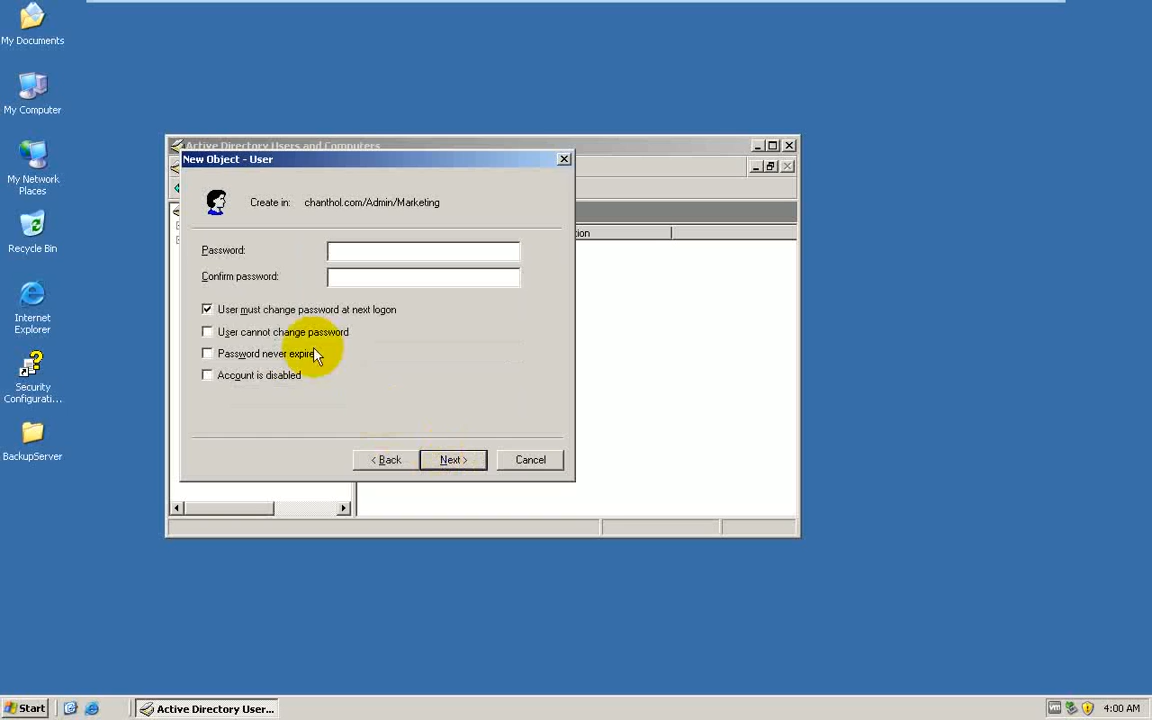 My Documents
My Computer
My Network
Places
Recycle Bin
Internet
Explorer
Security
Configurati...
BackupServer
Active Directory Users and Computers
New Object - User
Create in: chanthol.com/Admin/Marketing
Password:
Confirm password:
User must change password at next logon
User cannot change password
Password never expire
Account is disabled
< Back
Next >
Cancel
Start
Active Directory User...
4:00 AM